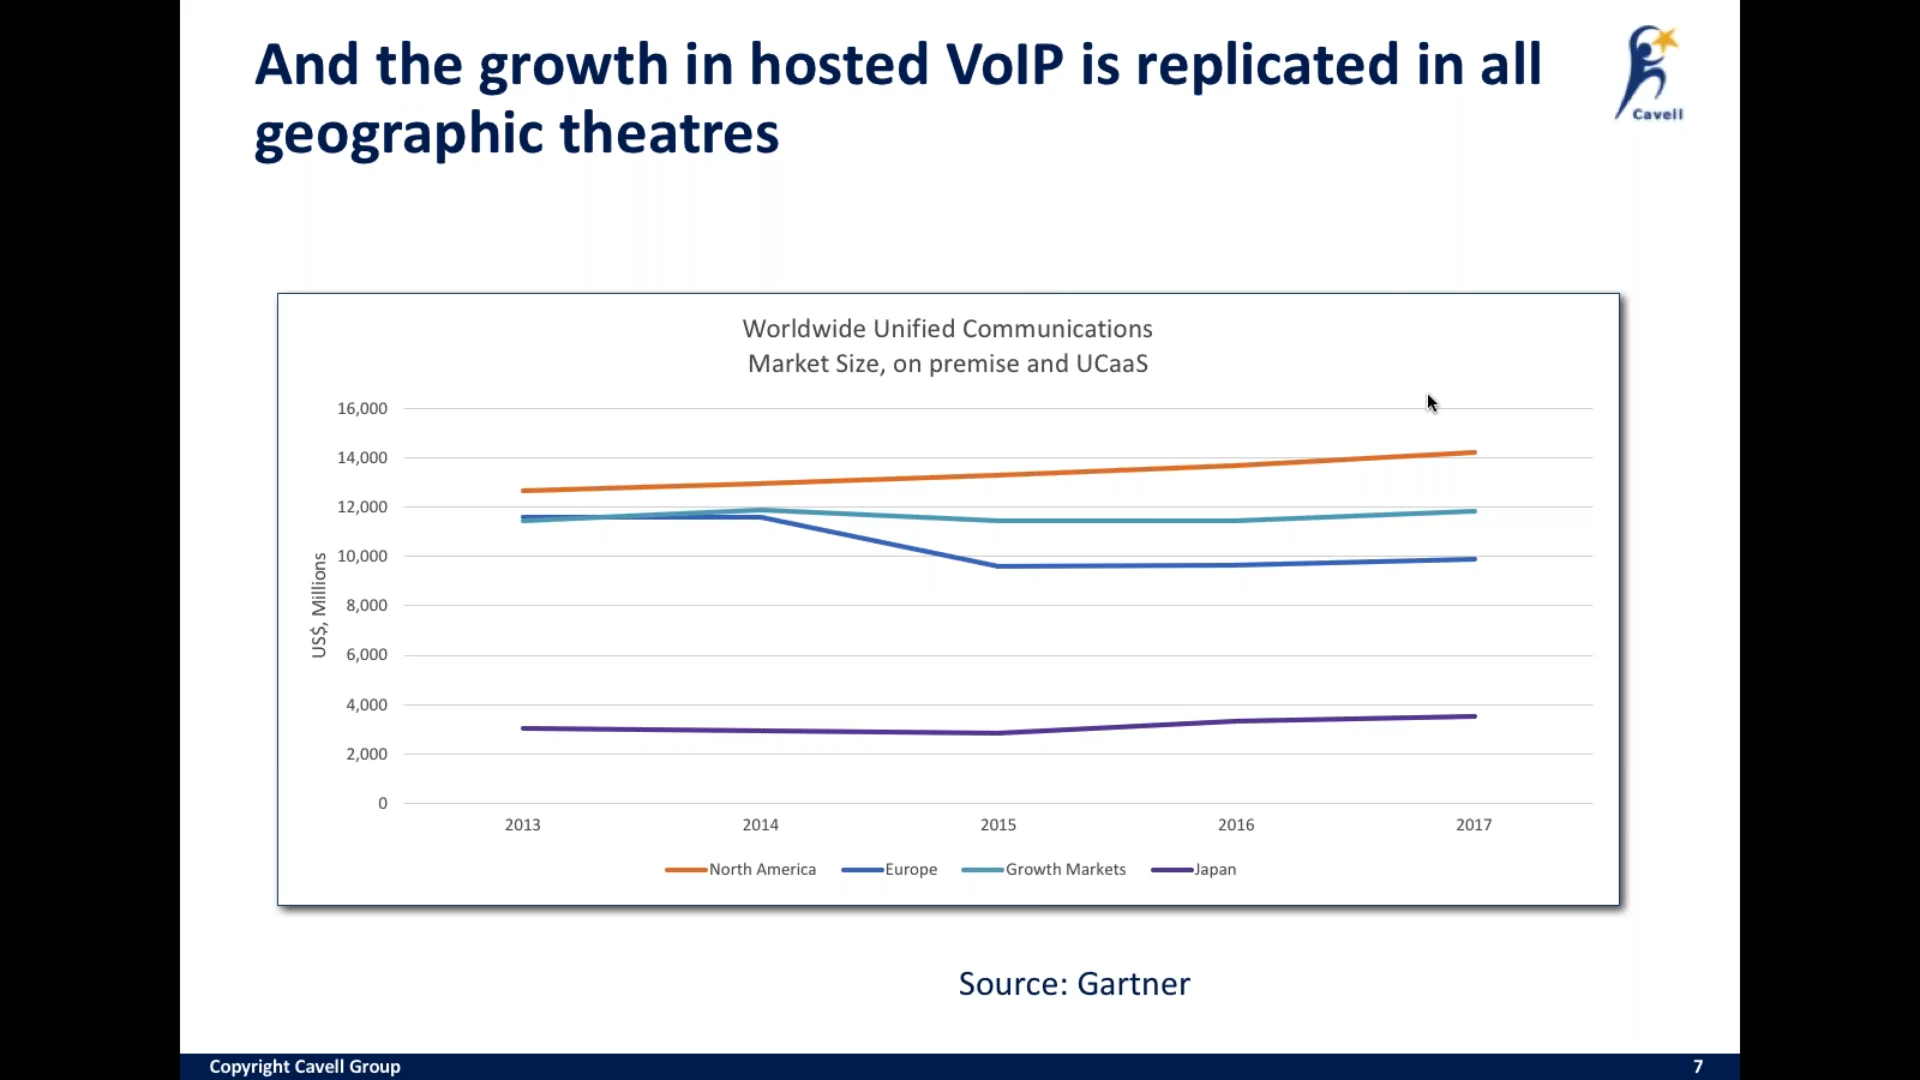 And the growth in hosted VoIP is replicated in all
geographic theatres
Cavell
Worldwide Unified Communications
Market Size, on premise and UCaaS
US$, Millions
16,000
14,000
12,000
10,000
8,000
6,000
4,000
2,000
0
2013 2014 2015 2016 2017
North America Europe Growth Markets Japan
Source: Gartner
Copyright Cavell Group 7